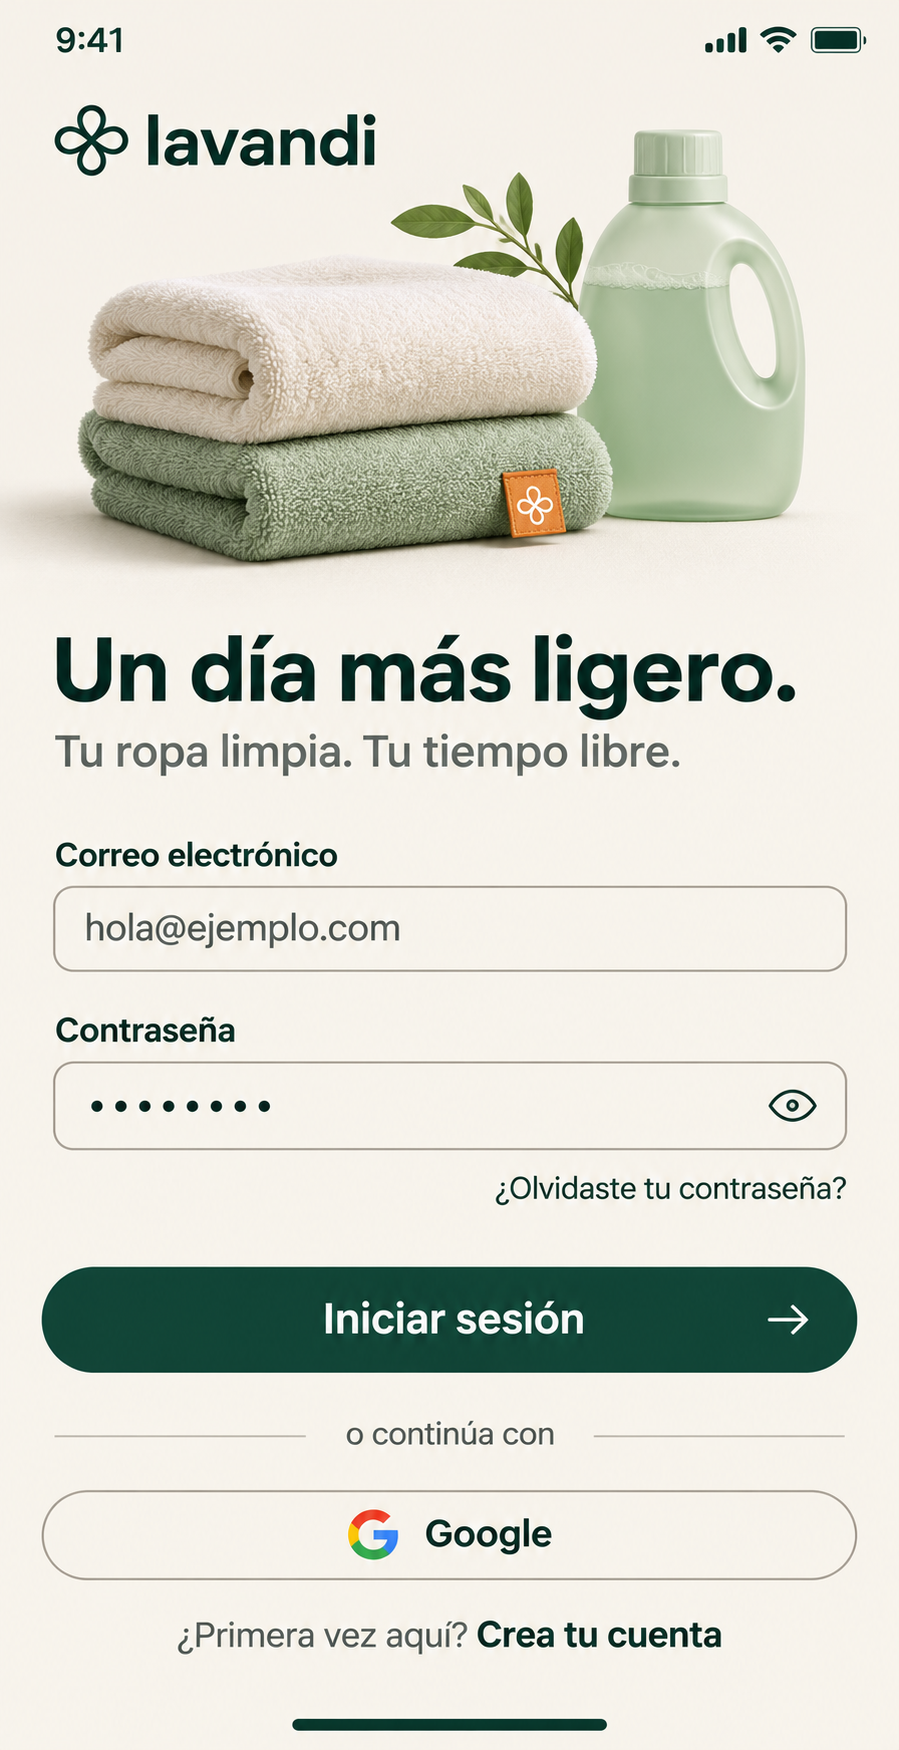 9:41
lavandi
Un día más ligero.
Tu ropa limpia. Tu tiempo libre.
Correo electrónico
hola@ejemplo.com
Contraseña
••••••••
¿Olvidaste tu contraseña?
Iniciar sesión →
o continúa con
Google
¿Primera vez aquí? Crea tu cuenta